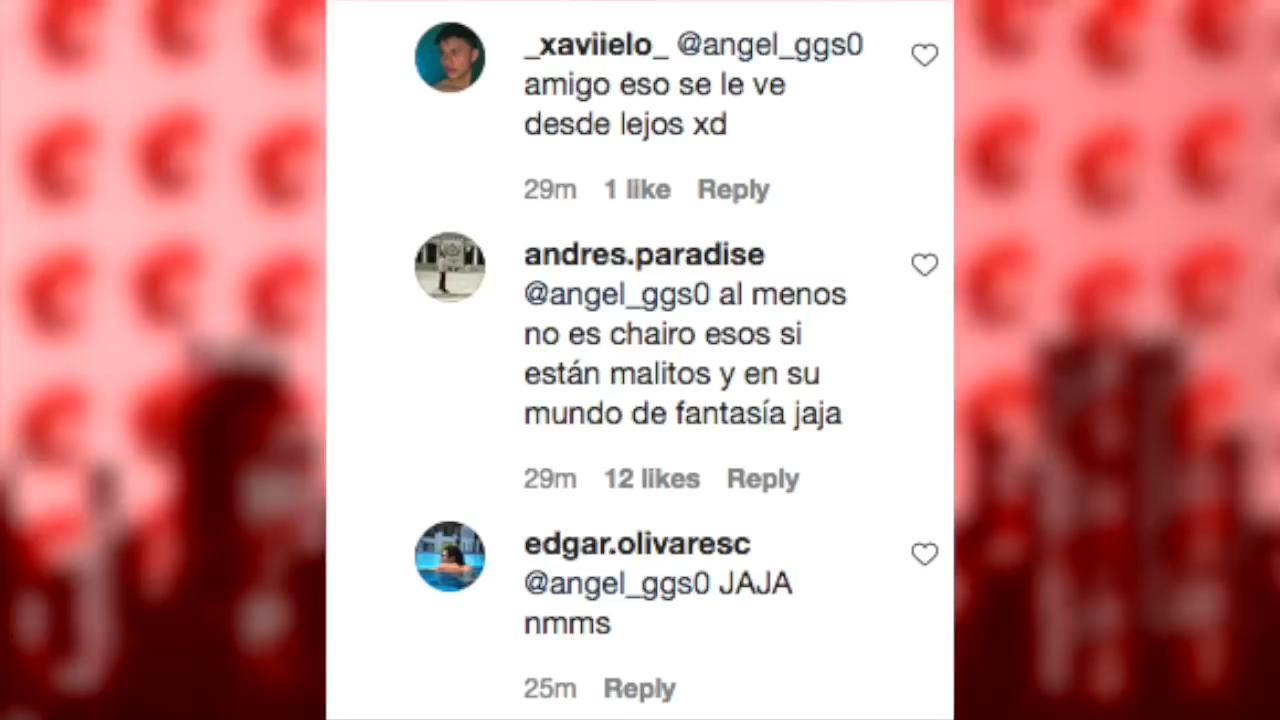 _xaviielo_ @angel_ggs0
amigo eso se le ve
desde lejos xd
29m 1 like Reply
andres.paradise
@angel_ggs0 al menos
no es chairo esos si
están malitos y en su
mundo de fantasía jaja
29m 12 likes Reply
edgar.olivaresc
@angel_ggs0 JAJA
nmms
25m Reply